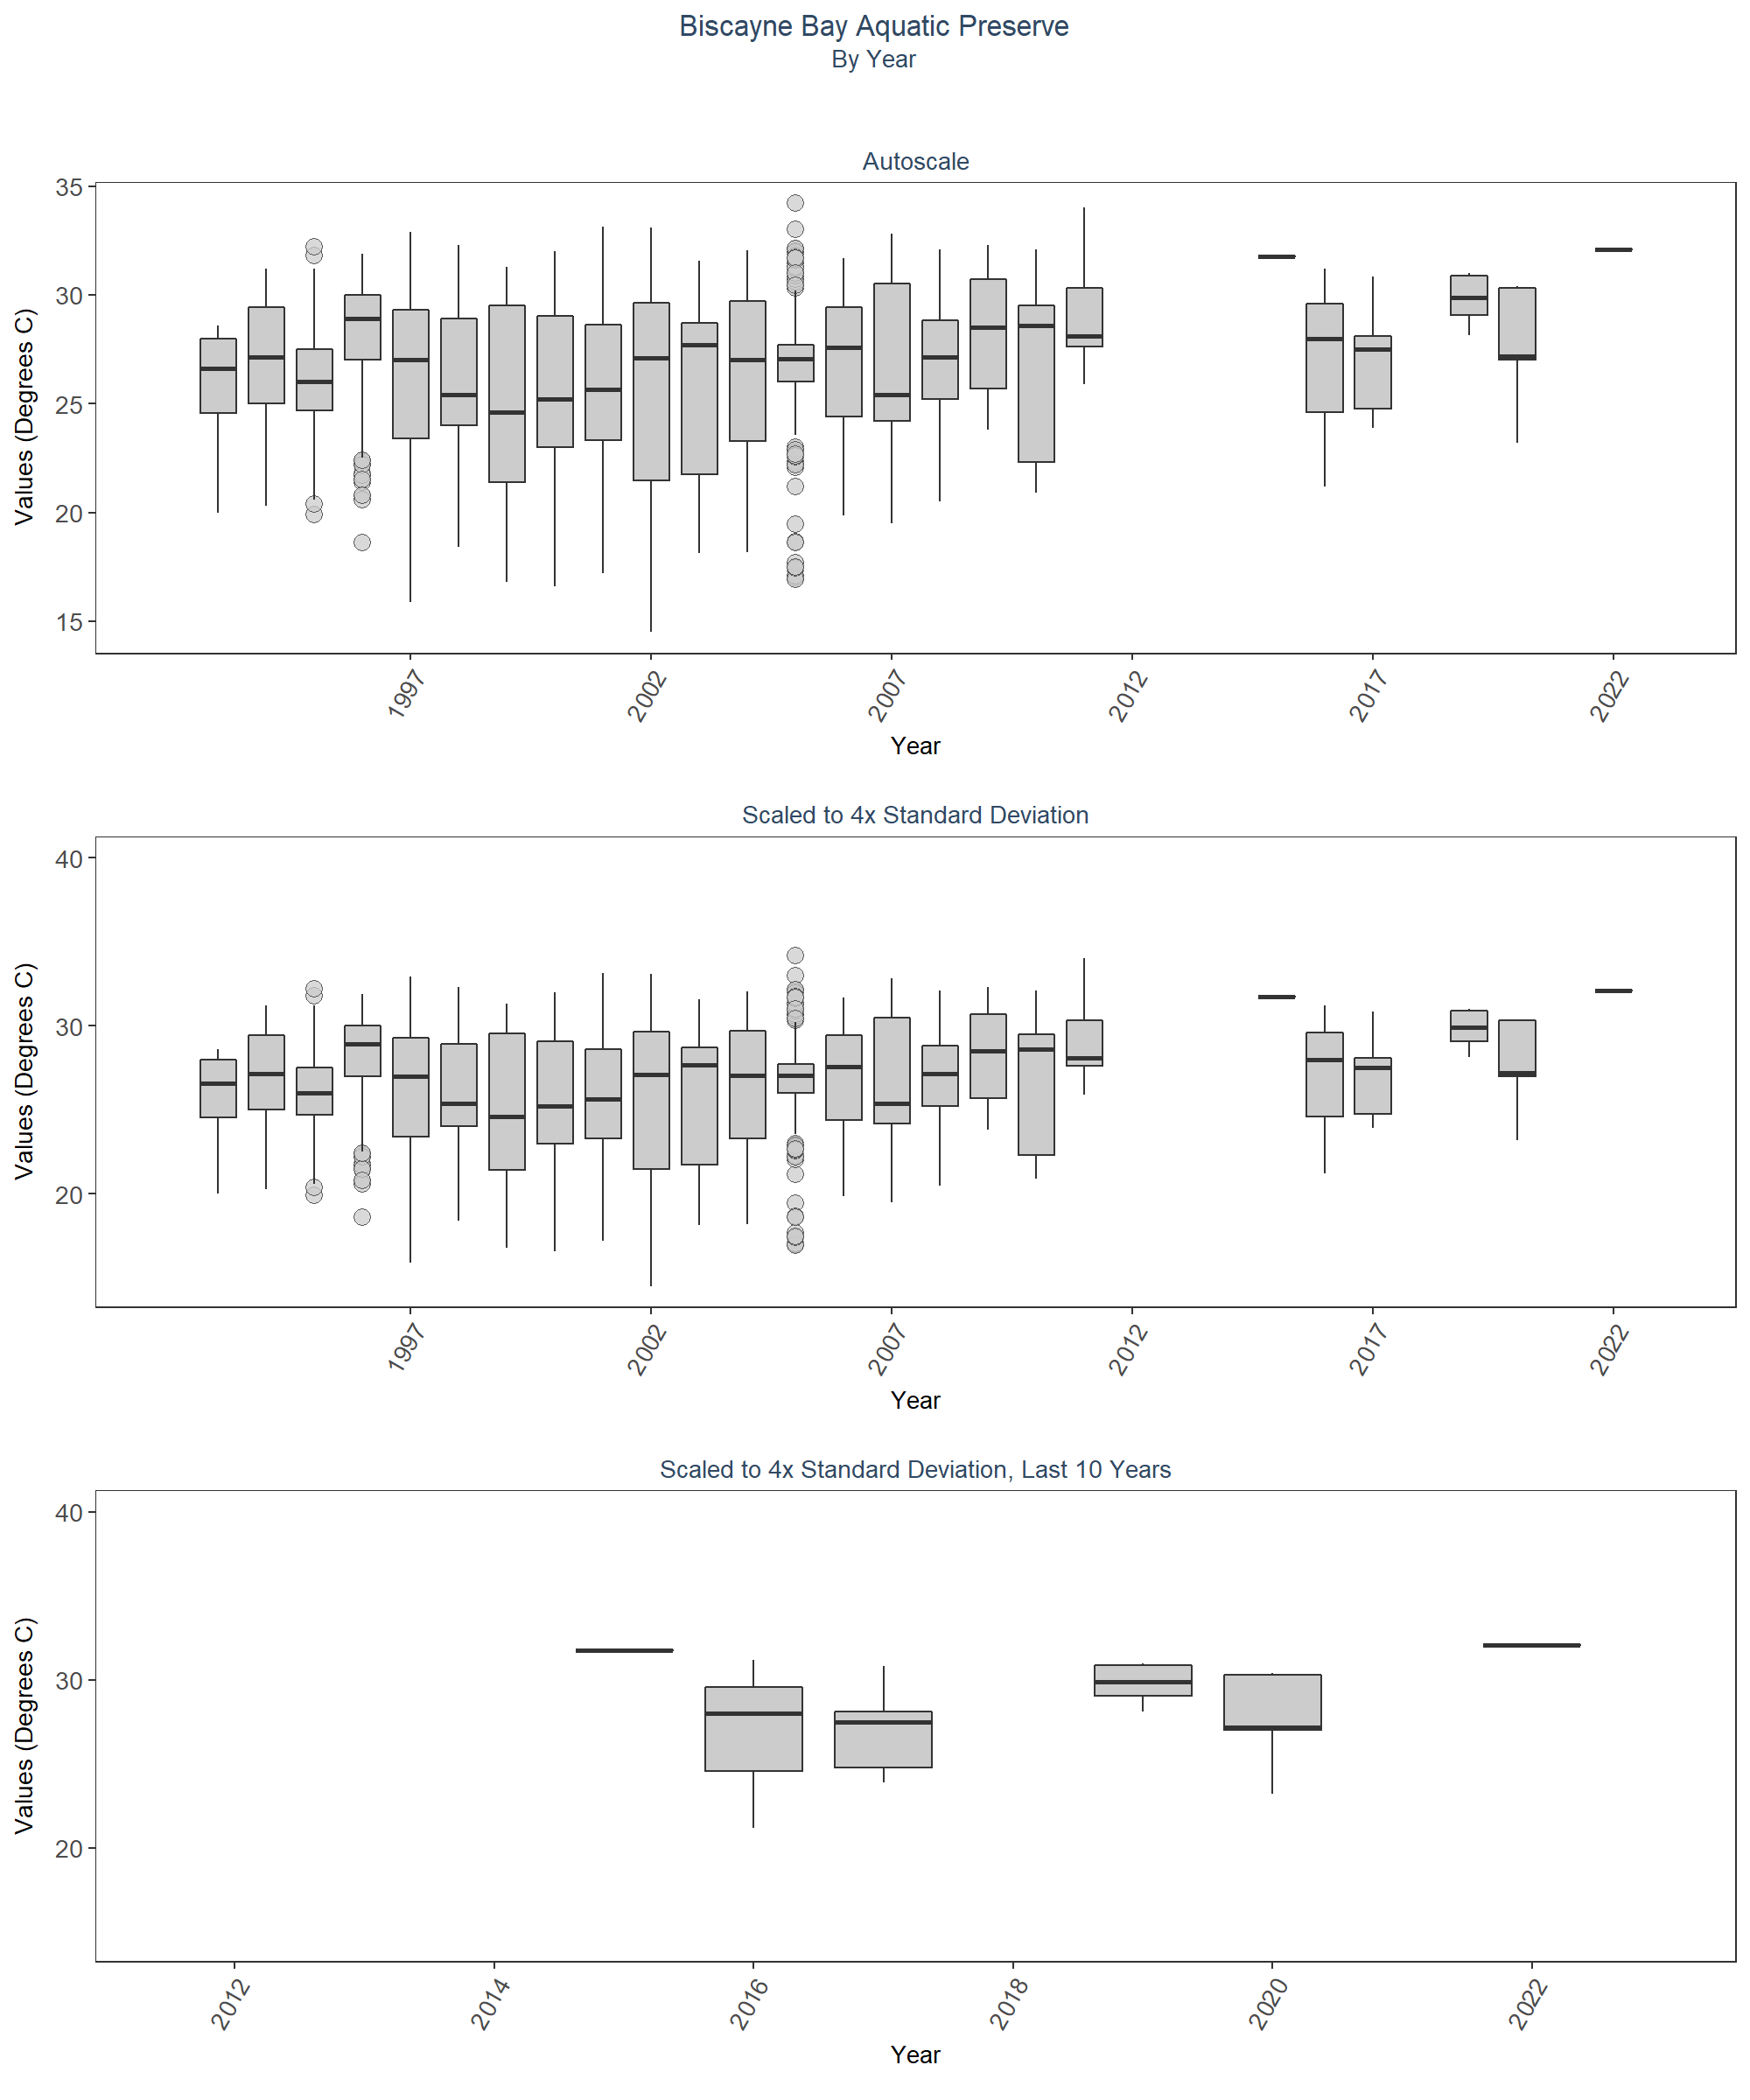 Biscayne Bay Aquatic Preserve
By Year
Autoscale
Values (Degrees C)
35
30
25
20
15
1997
2002
2007
2012
2017
2022
Year
Scaled to 4x Standard Deviation
Values (Degrees C)
40
30
20
1997
2002
2007
2012
2017
2022
Year
Scaled to 4x Standard Deviation, Last 10 Years
Values (Degrees C)
40
30
20
2012
2014
2016
2018
2020
2022
Year